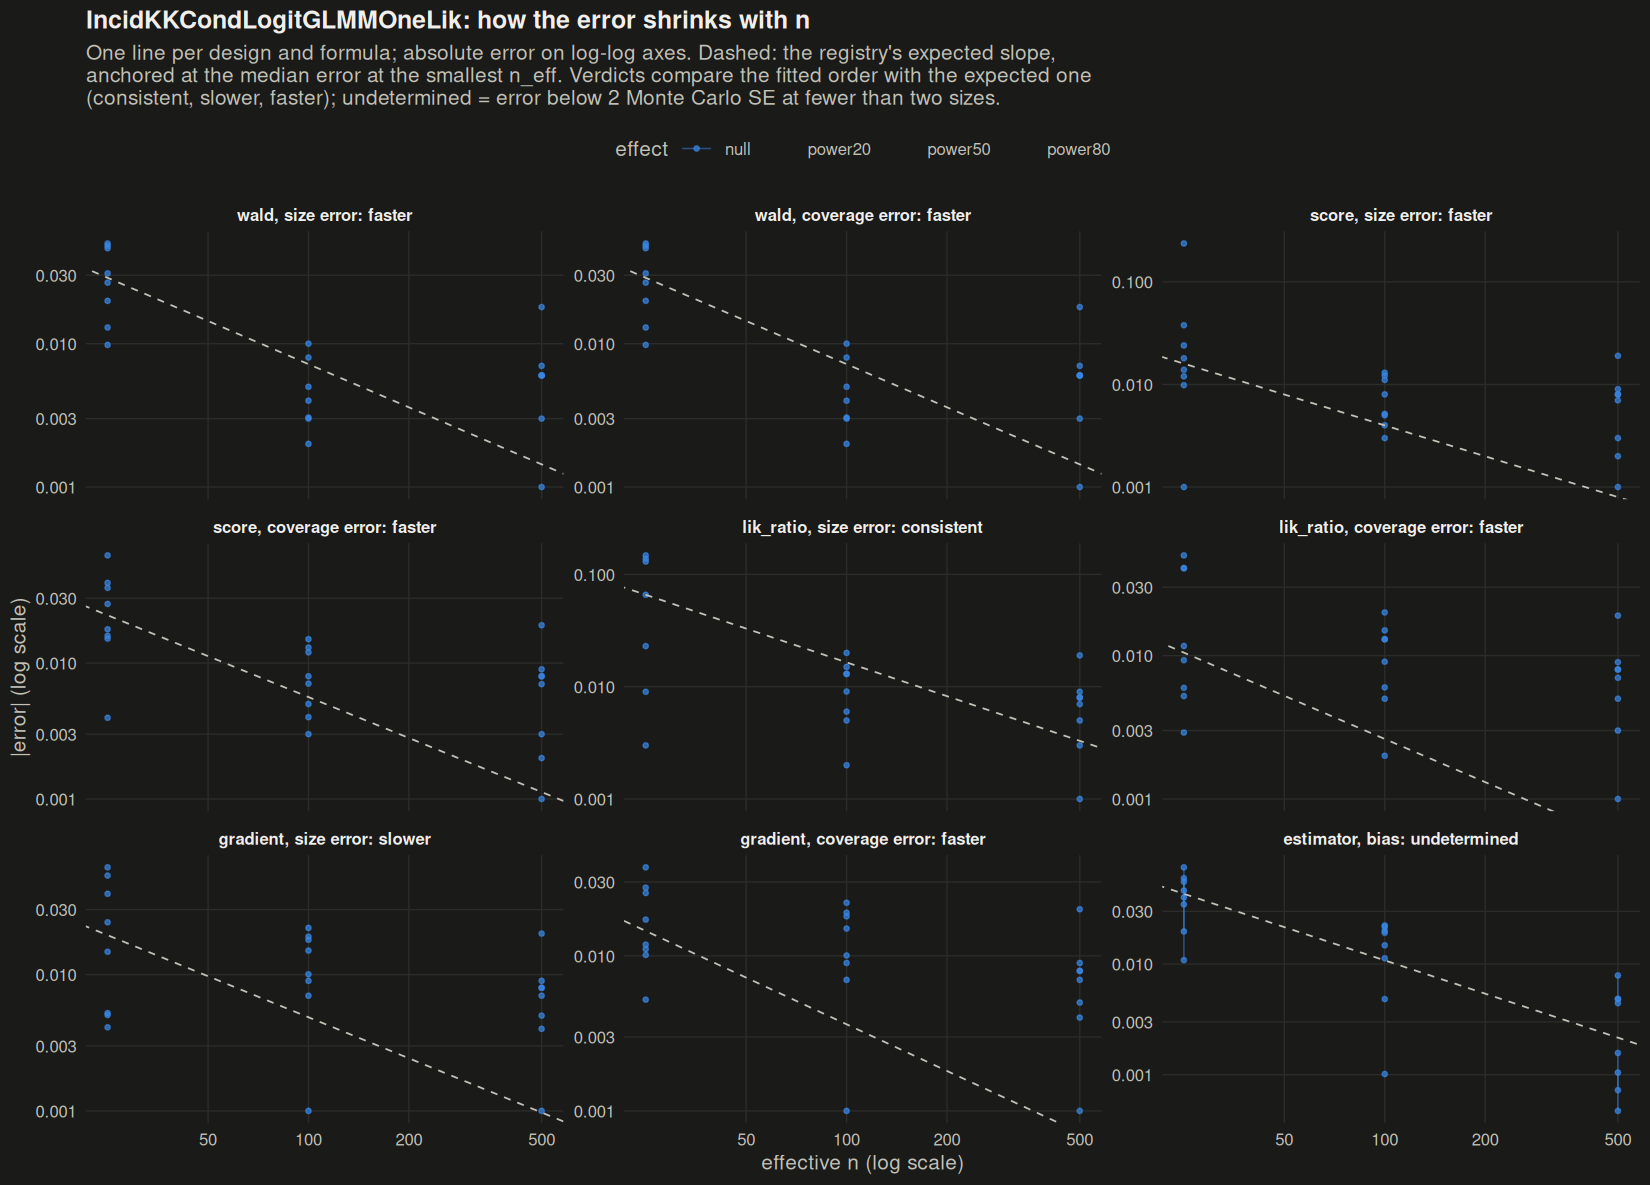 IncidKKCondLogitGLMMOneLik: how the error shrinks with n
One line per design and formula; absolute error on log-log axes. Dashed: the registry's expected slope,
anchored at the median error at the smallest n_eff. Verdicts compare the fitted order with the expected one
(consistent, slower, faster); undetermined = error below 2 Monte Carlo SE at fewer than two sizes.
effect null power20 power50 power80
wald, size error: faster
0.030
0.010
0.003
0.001
wald, coverage error: faster
0.030
0.010
0.003
0.001
score, size error: faster
0.100
0.010
0.001
score, coverage error: faster
0.030
0.010
0.003
0.001
lik_ratio, size error: consistent
0.100
0.010
0.001
lik_ratio, coverage error: faster
0.030
0.010
0.003
0.001
gradient, size error: slower
0.030
0.010
0.003
0.001
50 100 200 500
gradient, coverage error: faster
0.030
0.010
0.003
0.001
50 100 200 500
estimator, bias: undetermined
0.030
0.010
0.003
0.001
50 100 200 500
|error| (log scale)
effective n (log scale)